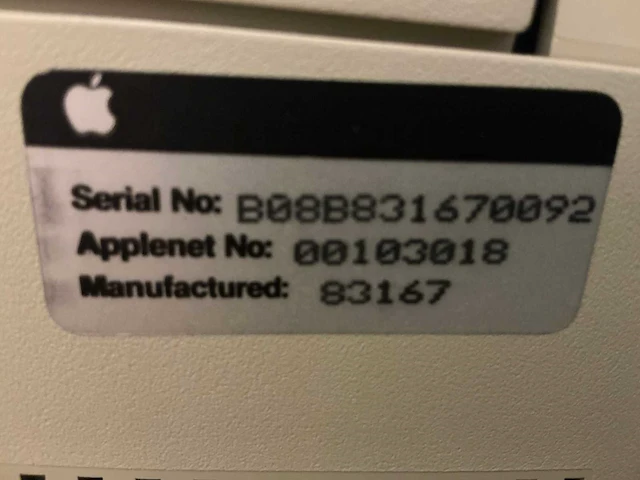 Serial No: B08B831670092
Applenet No: 00103018
Manufactured: 83167